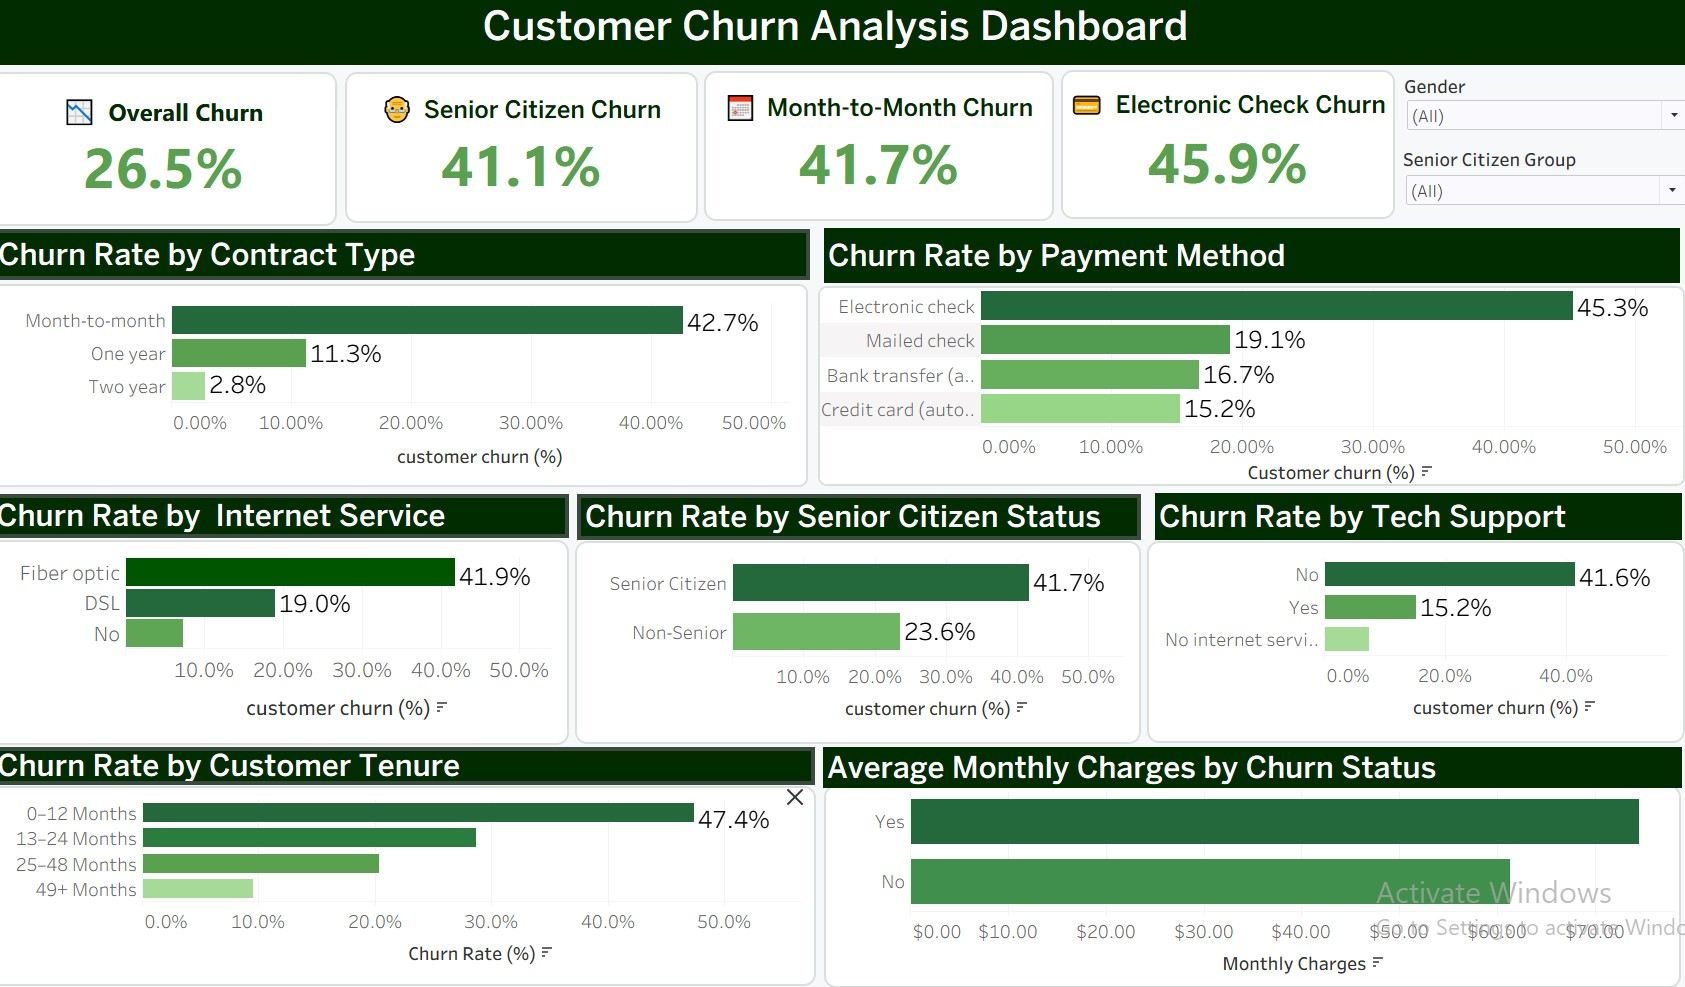 Customer Churn Analysis Dashboard
Overall Churn
26.5%
Senior Citizen Churn
41.1%
Month-to-Month Churn
41.7%
Electronic Check Churn
45.9%
Gender
(All)
Senior Citizen Group
(All)
Churn Rate by Contract Type
Month-to-month 42.7%
One year 11.3%
Two year 2.8%
0.00% 10.00% 20.00% 30.00% 40.00% 50.00%
customer churn (%)
Churn Rate by Payment Method
Electronic check 45.3%
Mailed check 19.1%
Bank transfer (a.. 16.7%
Credit card (auto.. 15.2%
0.00% 10.00% 20.00% 30.00% 40.00% 50.00%
Customer churn (%)
Churn Rate by Internet Service
Fiber optic 41.9%
DSL 19.0%
No
10.0% 20.0% 30.0% 40.0% 50.0%
customer churn (%)
Churn Rate by Senior Citizen Status
Senior Citizen 41.7%
Non-Senior 23.6%
10.0% 20.0% 30.0% 40.0% 50.0%
customer churn (%)
Churn Rate by Tech Support
No 41.6%
Yes 15.2%
No internet servi..
0.0% 20.0% 40.0%
customer churn (%)
Churn Rate by Customer Tenure
0–12 Months 47.4%
13–24 Months
25–48 Months
49+ Months
0.0% 10.0% 20.0% 30.0% 40.0% 50.0%
Churn Rate (%)
Average Monthly Charges by Churn Status
Yes
No
$0.00 $10.00 $20.00 $30.00 $40.00 $50.00 $60.00 $70.00
Monthly Charges
Activate Windows
Go to Settings to activate Windo